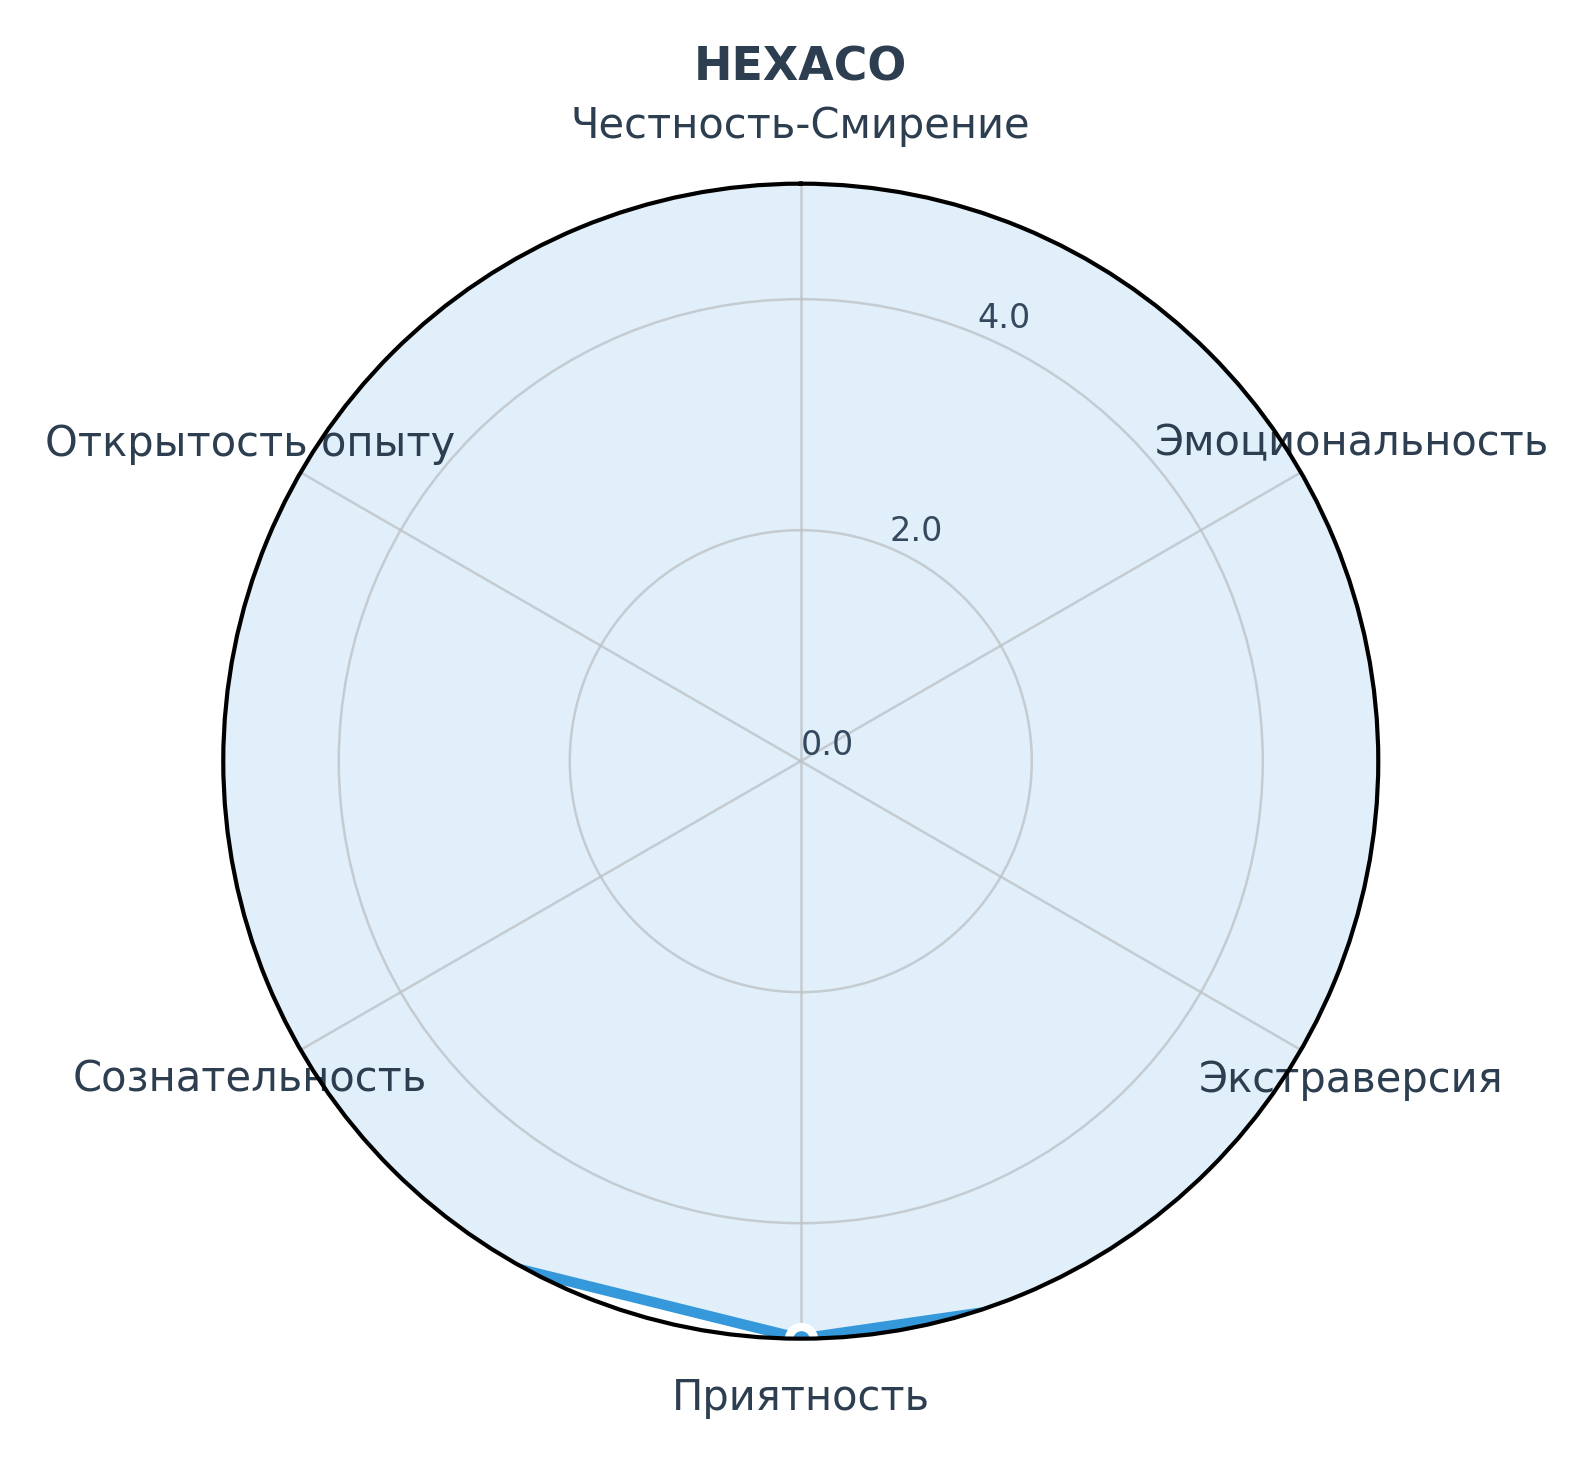 HEXACO
Честность-Смирение
4.0
Открытость опыту
Эмоциональность
2.0
0.0
Сознательность
Экстраверсия
Приятность